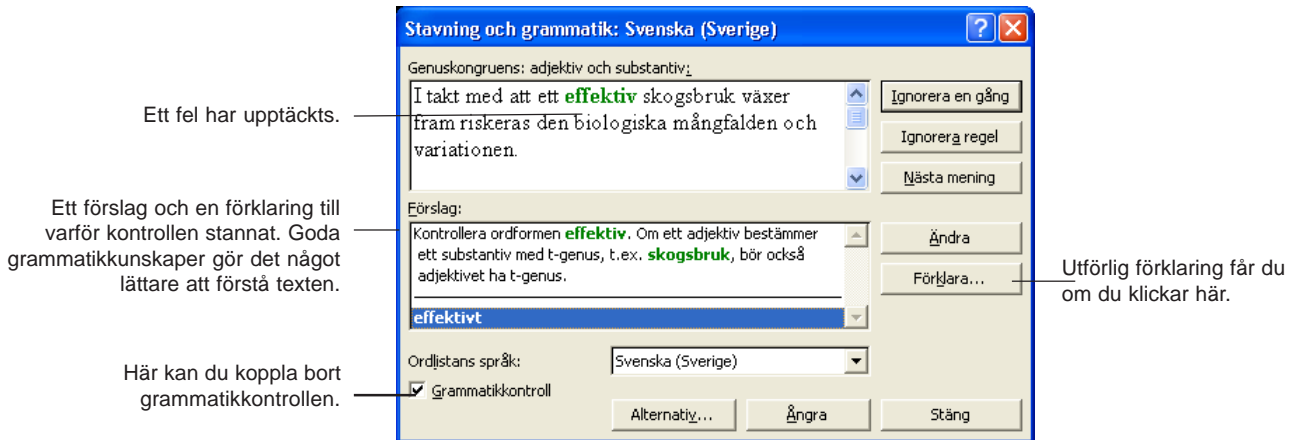 Stavning och grammatik: Svenska (Sverige)
Genuskongruens: adjektiv och substantiv:
I takt med att ett effektiv skogsbruk växer
fram riskeras den biologiska mångfalden och
variationen.
Ignorera en gång
Ignorera regel
Nästa mening
Ett fel har upptäckts.
Förslag:
Kontrollera ordformen effektiv. Om ett adjektiv bestämmer
ett substantiv med t-genus, t.ex. skogsbruk, bör också
adjektivet ha t-genus.
effektivt
Ändra
Förklara...
Ett förslag och en förklaring till
varför kontrollen stannat. Goda
grammatikkunskaper gör det något
lättare att förstå texten.
Utförlig förklaring får du
om du klickar här.
Ordlistans språk:
Svenska (Sverige)
Grammatikkontroll
Här kan du koppla bort
grammatikkontrollen.
Alternativ...
Ångra
Stäng